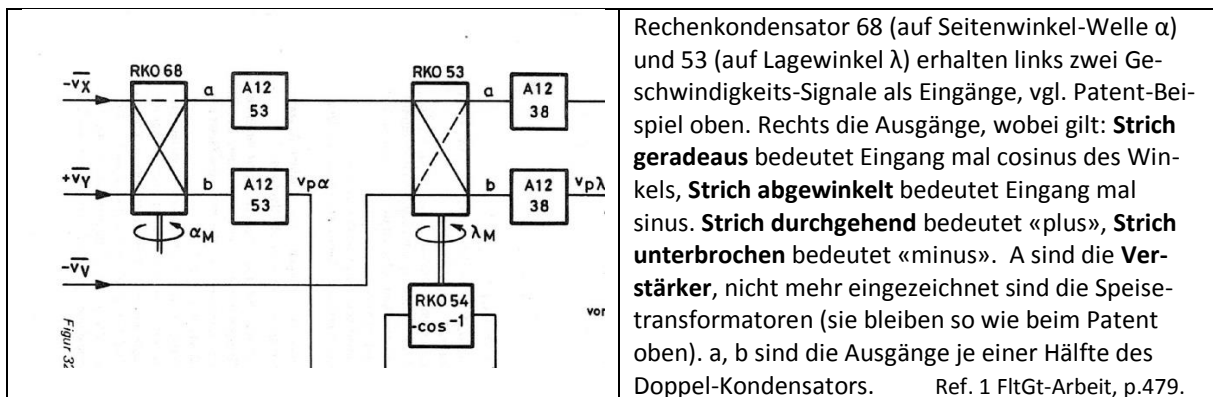 RKO 68
RKO 53
-v̅X̅
a
A12
53
a
A12
38
+v̅Y̅
b
A12
53
vpα
b
A12
38
vpλ
αM
λM
-v̅V̅
RKO 54
-cos⁻¹
vor
Figur 32
Rechenkondensator 68 (auf Seitenwinkel-Welle α)
und 53 (auf Lagewinkel λ) erhalten links zwei Ge-
schwindigkeits-Signale als Eingänge, vgl. Patent-Bei-
spiel oben. Rechts die Ausgänge, wobei gilt: Strich
geradeaus bedeutet Eingang mal cosinus des Win-
kels, Strich abgewinkelt bedeutet Eingang mal
sinus. Strich durchgehend bedeutet «plus», Strich
unterbrochen bedeutet «minus».  A sind die Ver-
stärker, nicht mehr eingezeichnet sind die Speise-
transformatoren (sie bleiben so wie beim Patent
oben). a, b sind die Ausgänge je einer Hälfte des
Doppel-Kondensators.  Ref. 1 FltGt-Arbeit, p.479.